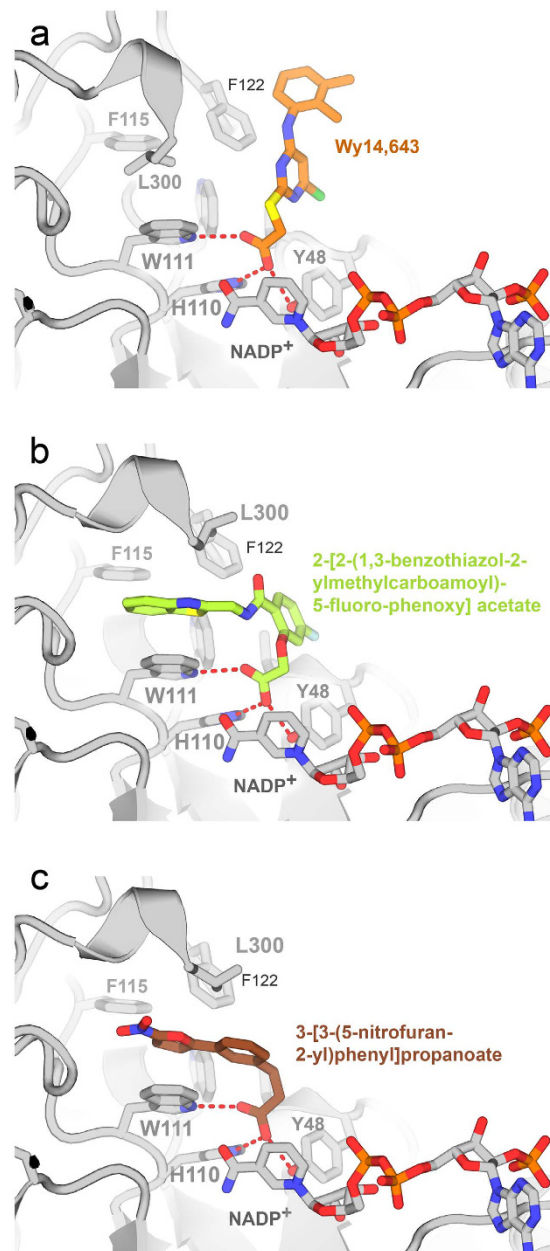 a
F122
F115
L300
Wy14,643
W111
Y48
H110
NADP+
b
L300
F122
F115
2-[2-(1,3-benzothiazol-2-
ylmethylcarboamoyl)-
5-fluoro-phenoxy] acetate
W111
Y48
H110
NADP+
c
L300
F122
F115
3-[3-(5-nitrofuran-
2-yl)phenyl]propanoate
W111
Y48
H110
NADP+